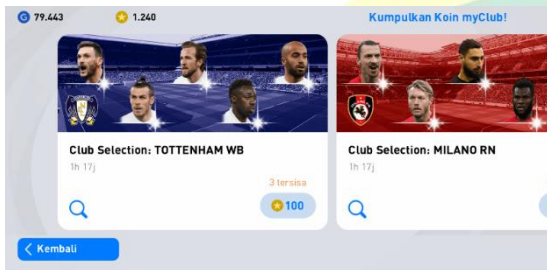 79.443
1.240
Kumpulkan Koin myClub!
Club Selection: TOTTENHAM WB
1h 17j
3 tersisa
100
Club Selection: MILANO RN
1h 17j
Kembali